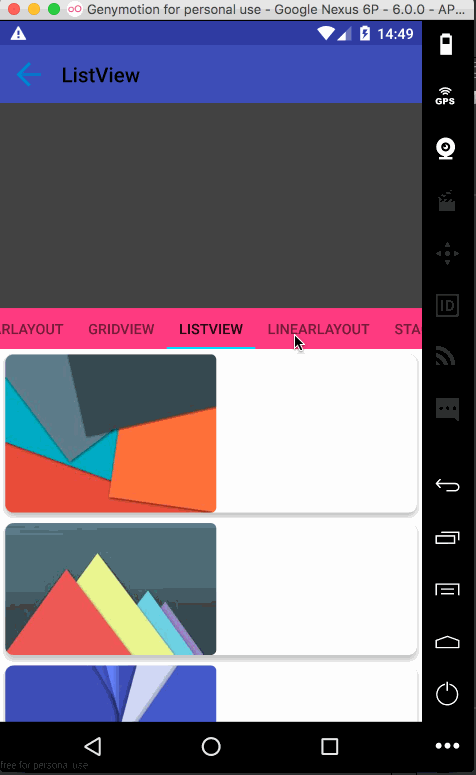 Genymotion for personal use - Google Nexus 6P - 6.0.0 - AP...
14:49
GPS
ListView
RLAYOUT GRIDVIEW LISTVIEW LINEARLAYOUT STA
ID
free for personal use